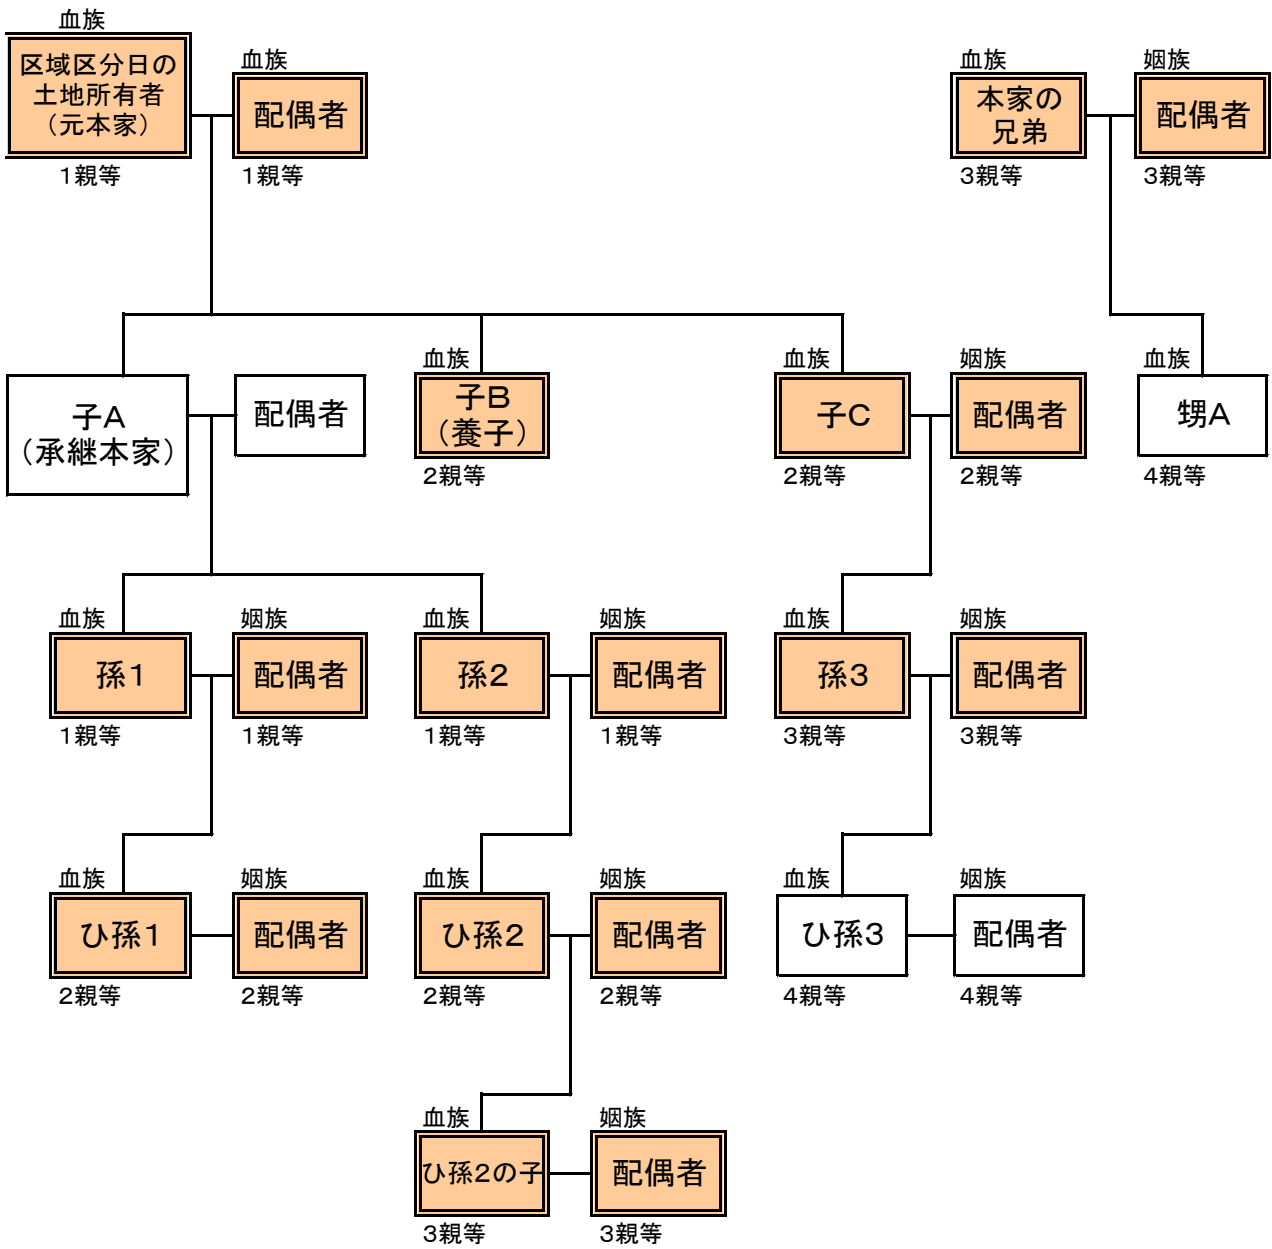 血族
区域区分日の
土地所有者
（元本家）
1親等
血族
配偶者
1親等
血族
本家の
兄弟
3親等
姻族
配偶者
3親等
子A
（承継本家）
配偶者
血族
子B
（養子）
2親等
血族
子C
2親等
姻族
配偶者
2親等
血族
甥A
4親等
血族
孫1
1親等
姻族
配偶者
1親等
血族
孫2
1親等
姻族
配偶者
1親等
血族
孫3
3親等
姻族
配偶者
3親等
血族
ひ孫1
2親等
姻族
配偶者
2親等
血族
ひ孫2
2親等
姻族
配偶者
2親等
血族
ひ孫3
4親等
姻族
配偶者
4親等
血族
ひ孫2の子
3親等
姻族
配偶者
3親等